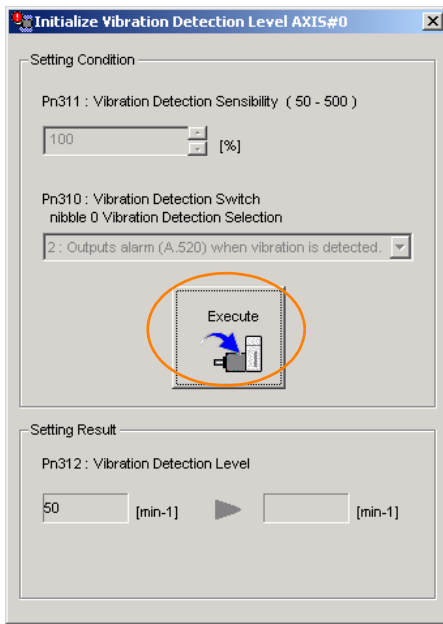 Initialize Vibration Detection Level AXIS#0
Setting Condition
Pn311 : Vibration Detection Sensibility ( 50 - 500 )
100
[%]
Pn310 : Vibration Detection Switch
nibble 0 Vibration Detection Selection
2 : Outputs alarm (A.520) when vibration is detected.
Execute
Setting Result
Pn312 : Vibration Detection Level
50 [min-1] [min-1]